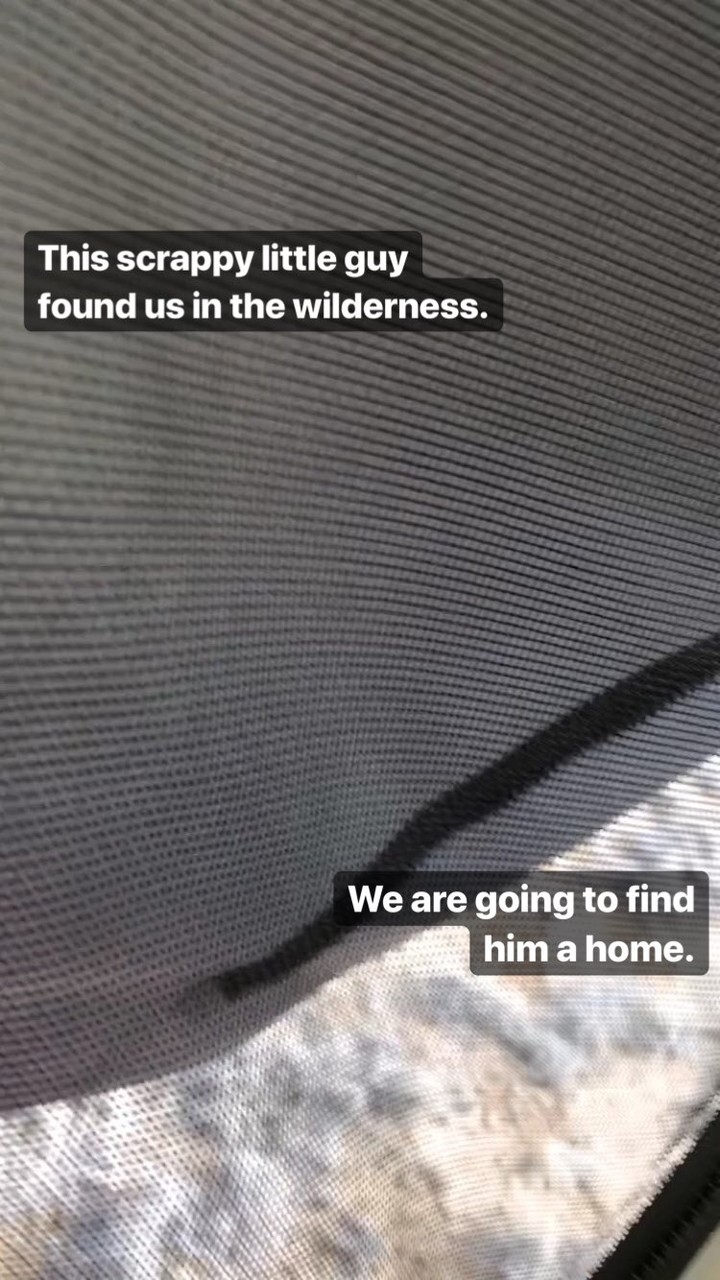 This scrappy little guy
found us in the wilderness.
We are going to find
him a home.